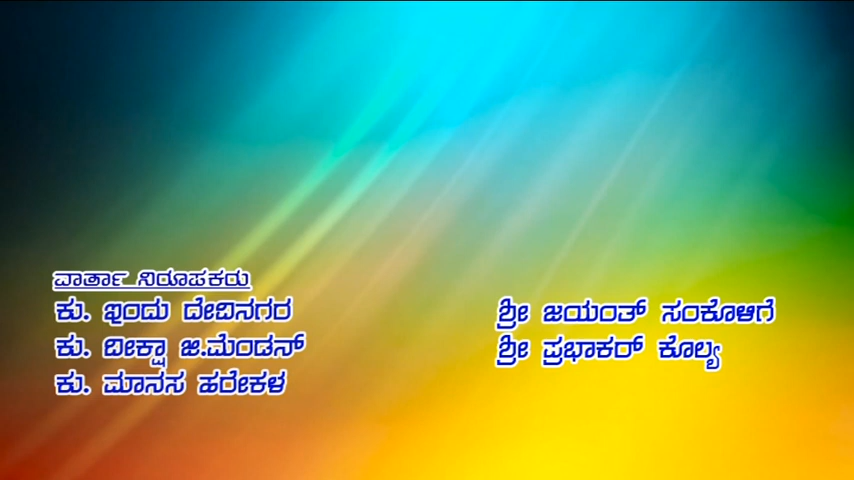 ವಾರ್ತಾ ನಿರೂಪಕರು
ಕು. ಇಂದು ದೇವಿನಗರ
ಕು. ದೀಕ್ಷಾ ಜಿ.ಮೆಂಡನ್
ಕು. ಮಾನಸ ಹರೇಕಳ
ಶ್ರೀ ಜಯಂತ್ ಸಂಕೊಳಿಗೆ
ಶ್ರೀ ಪ್ರಭಾಕರ್ ಕೊಲ್ಯ